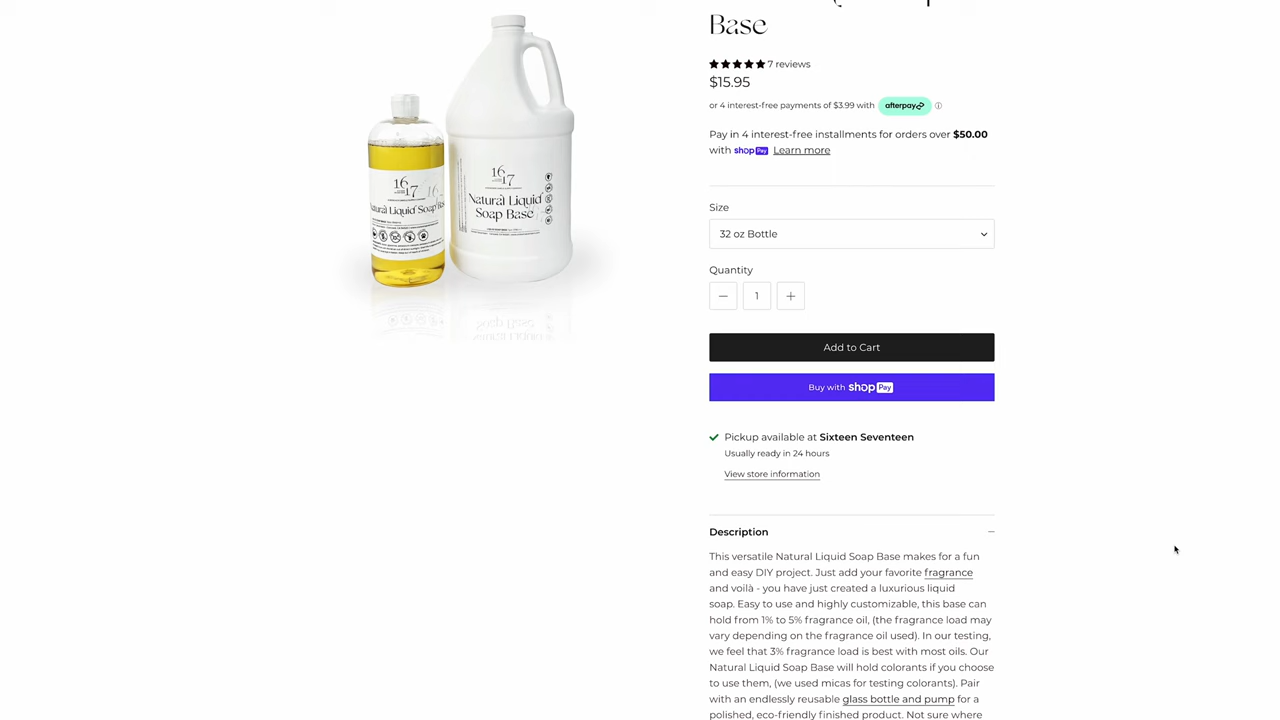 Base
7 reviews
$15.95
or 4 interest-free payments of $3.99 with afterpay
Pay in 4 interest-free installments for orders over $50.00
with shop Pay Learn more
Size
32 oz Bottle
Quantity
1
Add to Cart
Buy with shop Pay
Pickup available at Sixteen Seventeen
Usually ready in 24 hours
View store information
Description
This versatile Natural Liquid Soap Base makes for a fun
and easy DIY project. Just add your favorite fragrance
and voilà - you have just created a luxurious liquid
soap. Easy to use and highly customizable, this base can
hold from 1% to 5% fragrance oil, (the fragrance load may
vary depending on the fragrance oil used). In our testing,
we feel that 3% fragrance load is best with most oils. Our
Natural Liquid Soap Base will hold colorants if you choose
to use them, (we used micas for testing colorants). Pair
with an endlessly reusable glass bottle and pump for a
polished, eco-friendly finished product. Not sure where
16
17
Natural Liquid Soap Bas
16
17
Natural Liquid
Soap Base